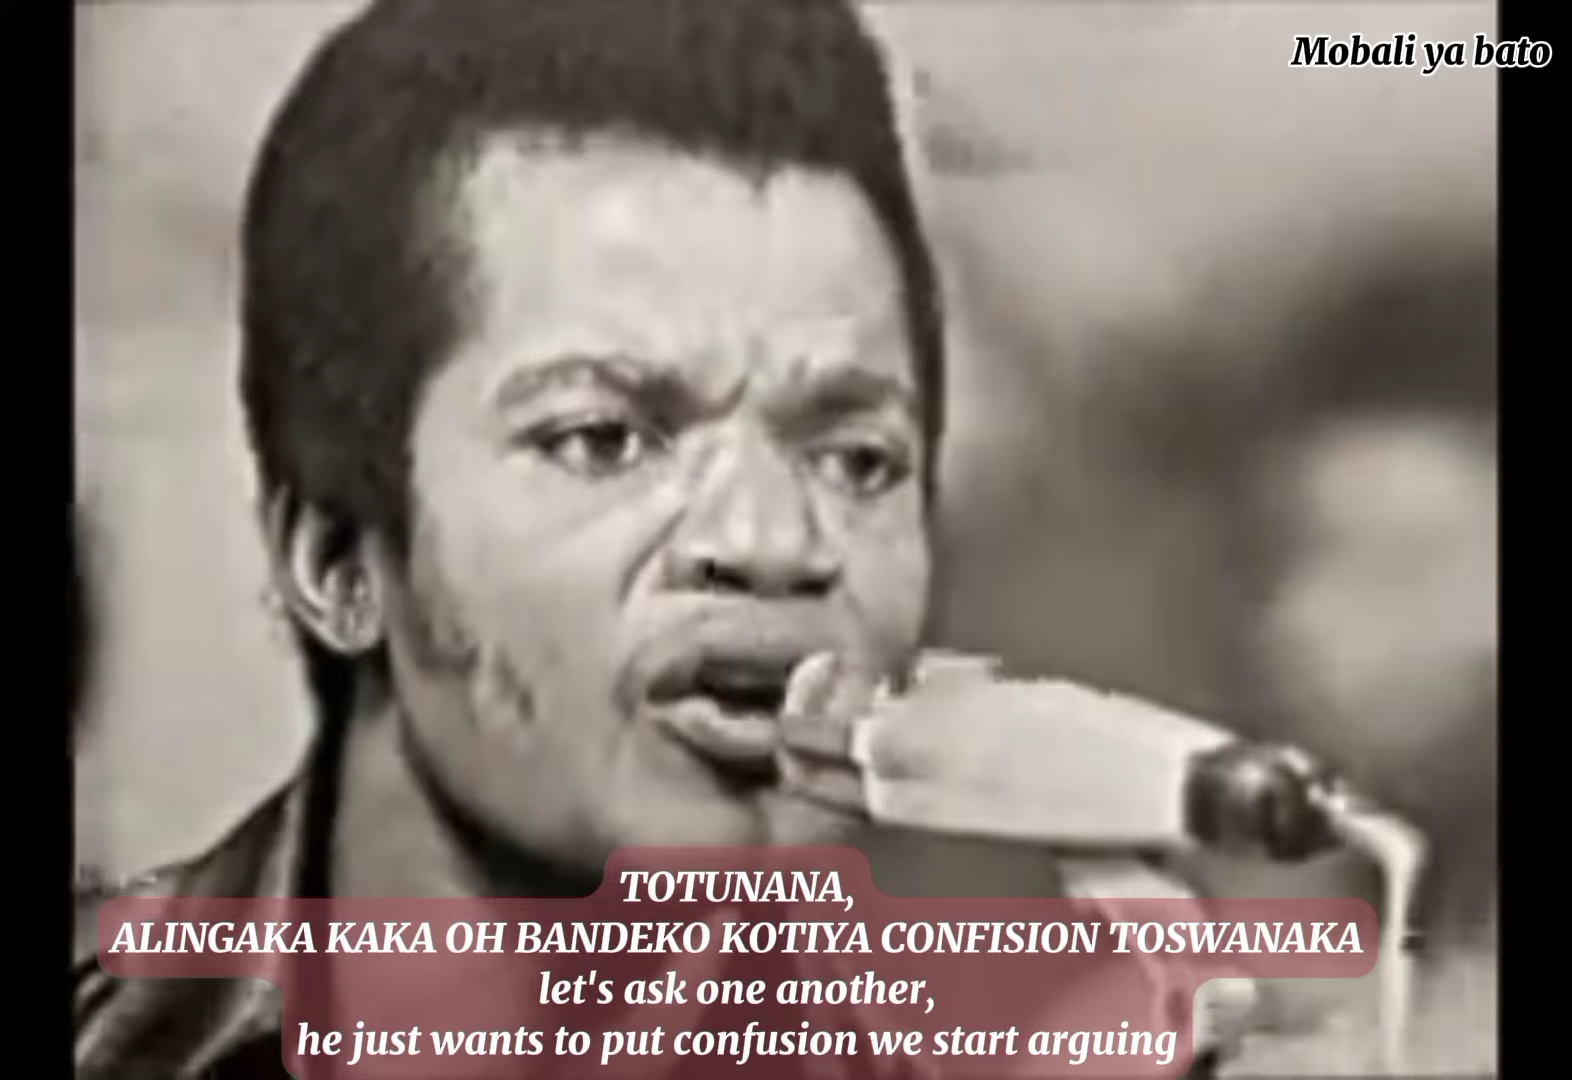 Mobali ya bato
TOTUNANA,
ALINGAKA KAKA OH BANDEKO KOTIYA CONFISION TOSWANAKA
let's ask one another,
he just wants to put confusion we start arguing